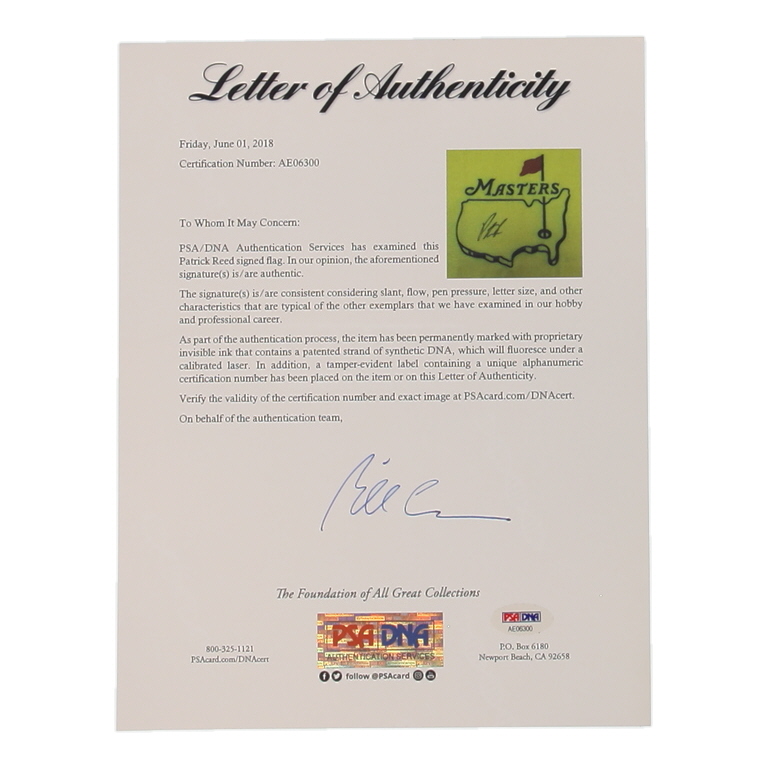 Letter of Authenticity
Friday, June 01, 2018
Certification Number: AE06300
MASTERS
To Whom It May Concern:
PSA/DNA Authentication Services has examined this
Patrick Reed signed flag. In our opinion, the aforementioned
signature(s) is/are authentic.
The signature(s) is/are consistent considering slant, flow, pen pressure, letter size, and other
characteristics that are typical of the other exemplars that we have examined in our hobby
and professional career.
As part of the authentication process, the item has been permanently marked with proprietary
invisible ink that contains a patented strand of synthetic DNA, which will fluoresce under a
calibrated laser. In addition, a tamper-evident label containing a unique alphanumeric
certification number has been placed on the item or on this Letter of Authenticity.
Verify the validity of the certification number and exact image at PSAcard.com/DNAcert.
On behalf of the authentication team,
The Foundation of All Great Collections
800-325-1121
PSAcard.com/DNAcert
PSA DNA
AUTHENTICATION SERVICES
follow @PSAcard
PSA DNA
AE06300
P.O. Box 6180
Newport Beach, CA 92658